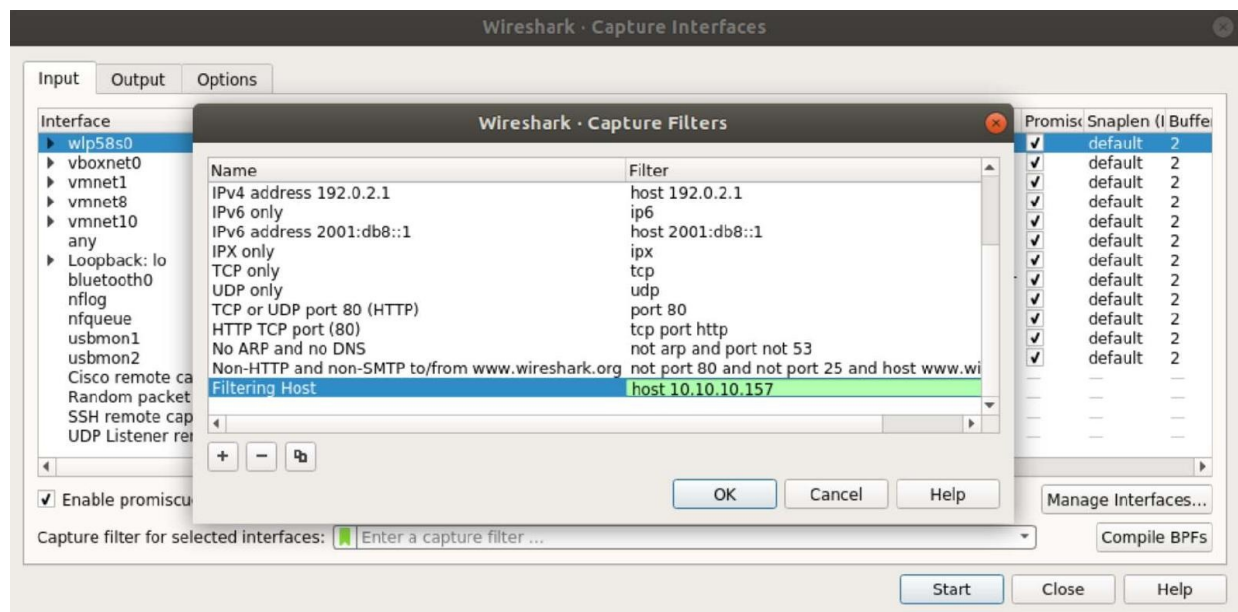 Wireshark · Capture Interfaces
Input Output Options
Interface
Promisc Snaplen ( Buffe
wlp58s0 default 2
vboxnet0 default 2
vmnet1 default 2
vmnet8 default 2
vmnet10 default 2
any default 2
Loopback: lo default 2
bluetooth0 default 2
nflog default 2
nfqueue default 2
usbmon1 default 2
usbmon2 default 2
Cisco remote ca — — —
Random packet — — —
SSH remote cap — — —
UDP Listener re — — —
Wireshark · Capture Filters
Name Filter
IPv4 address 192.0.2.1 host 192.0.2.1
IPv6 only ip6
IPv6 address 2001:db8::1 host 2001:db8::1
IPX only ipx
TCP only tcp
UDP only udp
TCP or UDP port 80 (HTTP) port 80
HTTP TCP port (80) tcp port http
No ARP and no DNS not arp and port not 53
Non-HTTP and non-SMTP to/from www.wireshark.org not port 80 and not port 25 and host www.wi
Filtering Host host 10.10.10.157
+ −
OK Cancel Help
Enable promiscu
Manage Interfaces...
Capture filter for selected interfaces: Enter a capture filter ...
Compile BPFs
Start Close Help